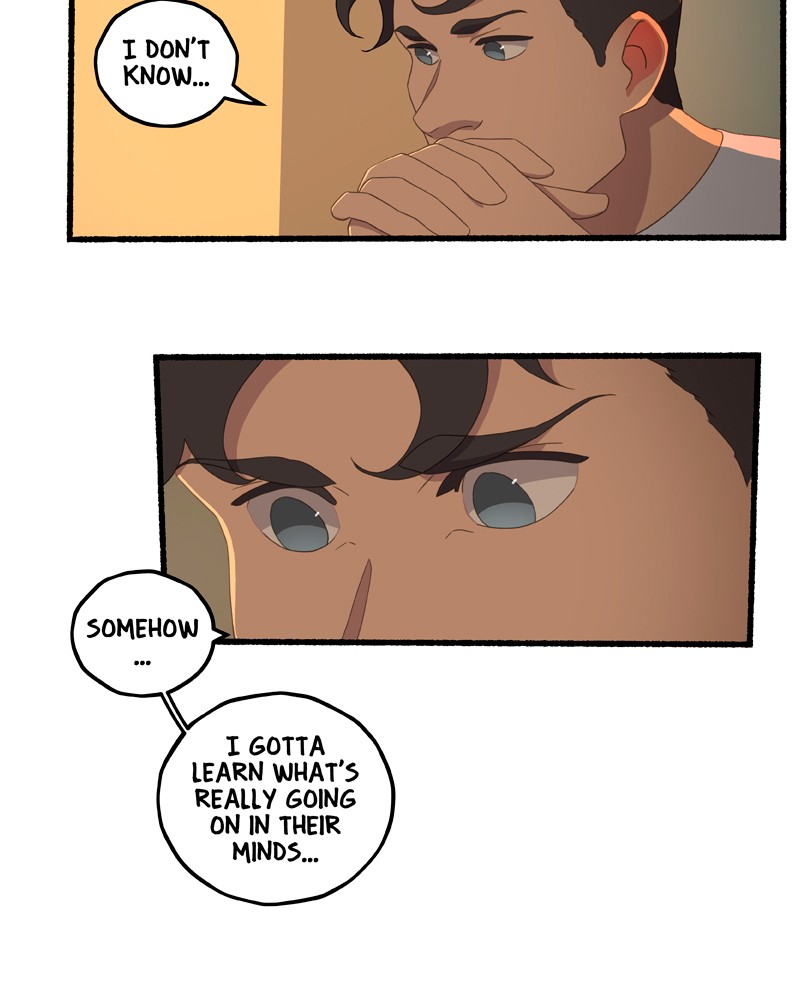 I DON'T
KNOW...
SOMEHOW
...
I GOTTA
LEARN WHAT'S
REALLY GOING
ON IN THEIR
MINDS...